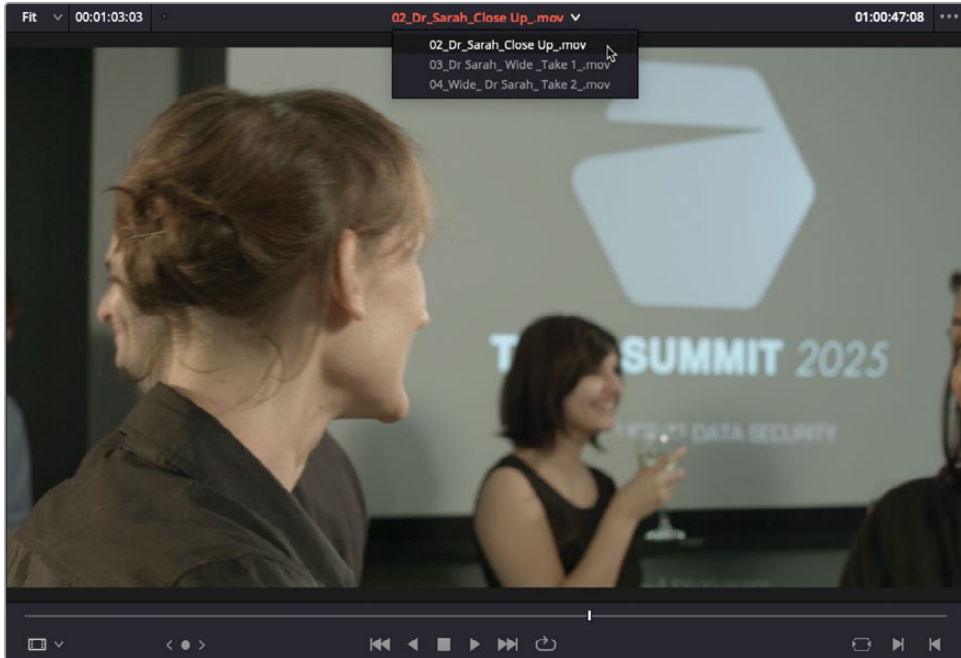 Fit 00:01:03:03 02_Dr_Sarah_Close Up_.mov 01:00:47:08
02_Dr_Sarah_Close Up_.mov
03_Dr Sarah_ Wide _Take 1_.mov
04_Wide_ Dr Sarah_ Take 2_.mov
SUMMIT 2025
DATA SECURITY